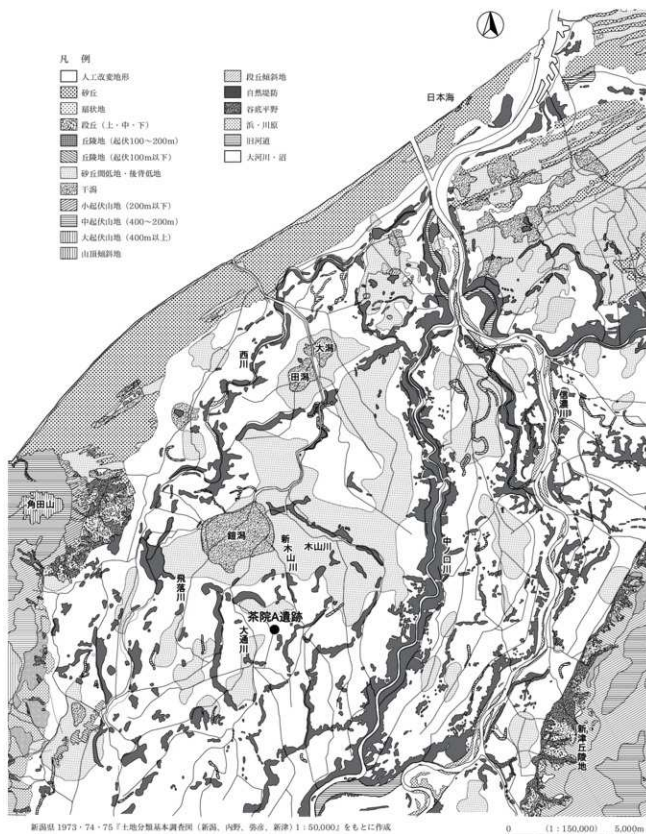 凡　例
人工改変地形
砂丘
扇状地
段丘（上・中・下）
丘陵地（起伏100～200m）
丘陵地（起伏100m以下）
砂丘間低地・後背低地
干潟
小起伏山地（200m以下）
中起伏山地（400～200m）
大起伏山地（400m以上）
山頂傾斜地
段丘傾斜地
自然堤防
谷底平野
浜・川原
旧河道
大河川・沼
日本海
西川
大潟
田潟
信濃川
角田山
鎧潟
新木山川
木山川
中ノ口川
飛落川
茶院A遺跡
大通川
新津丘陵地
新潟県 1973・74・75『土地分類基本調査図（新潟、内野、弥彦、新津）1：50,000』をもとに作成
0　（1：150,000）　5,000m